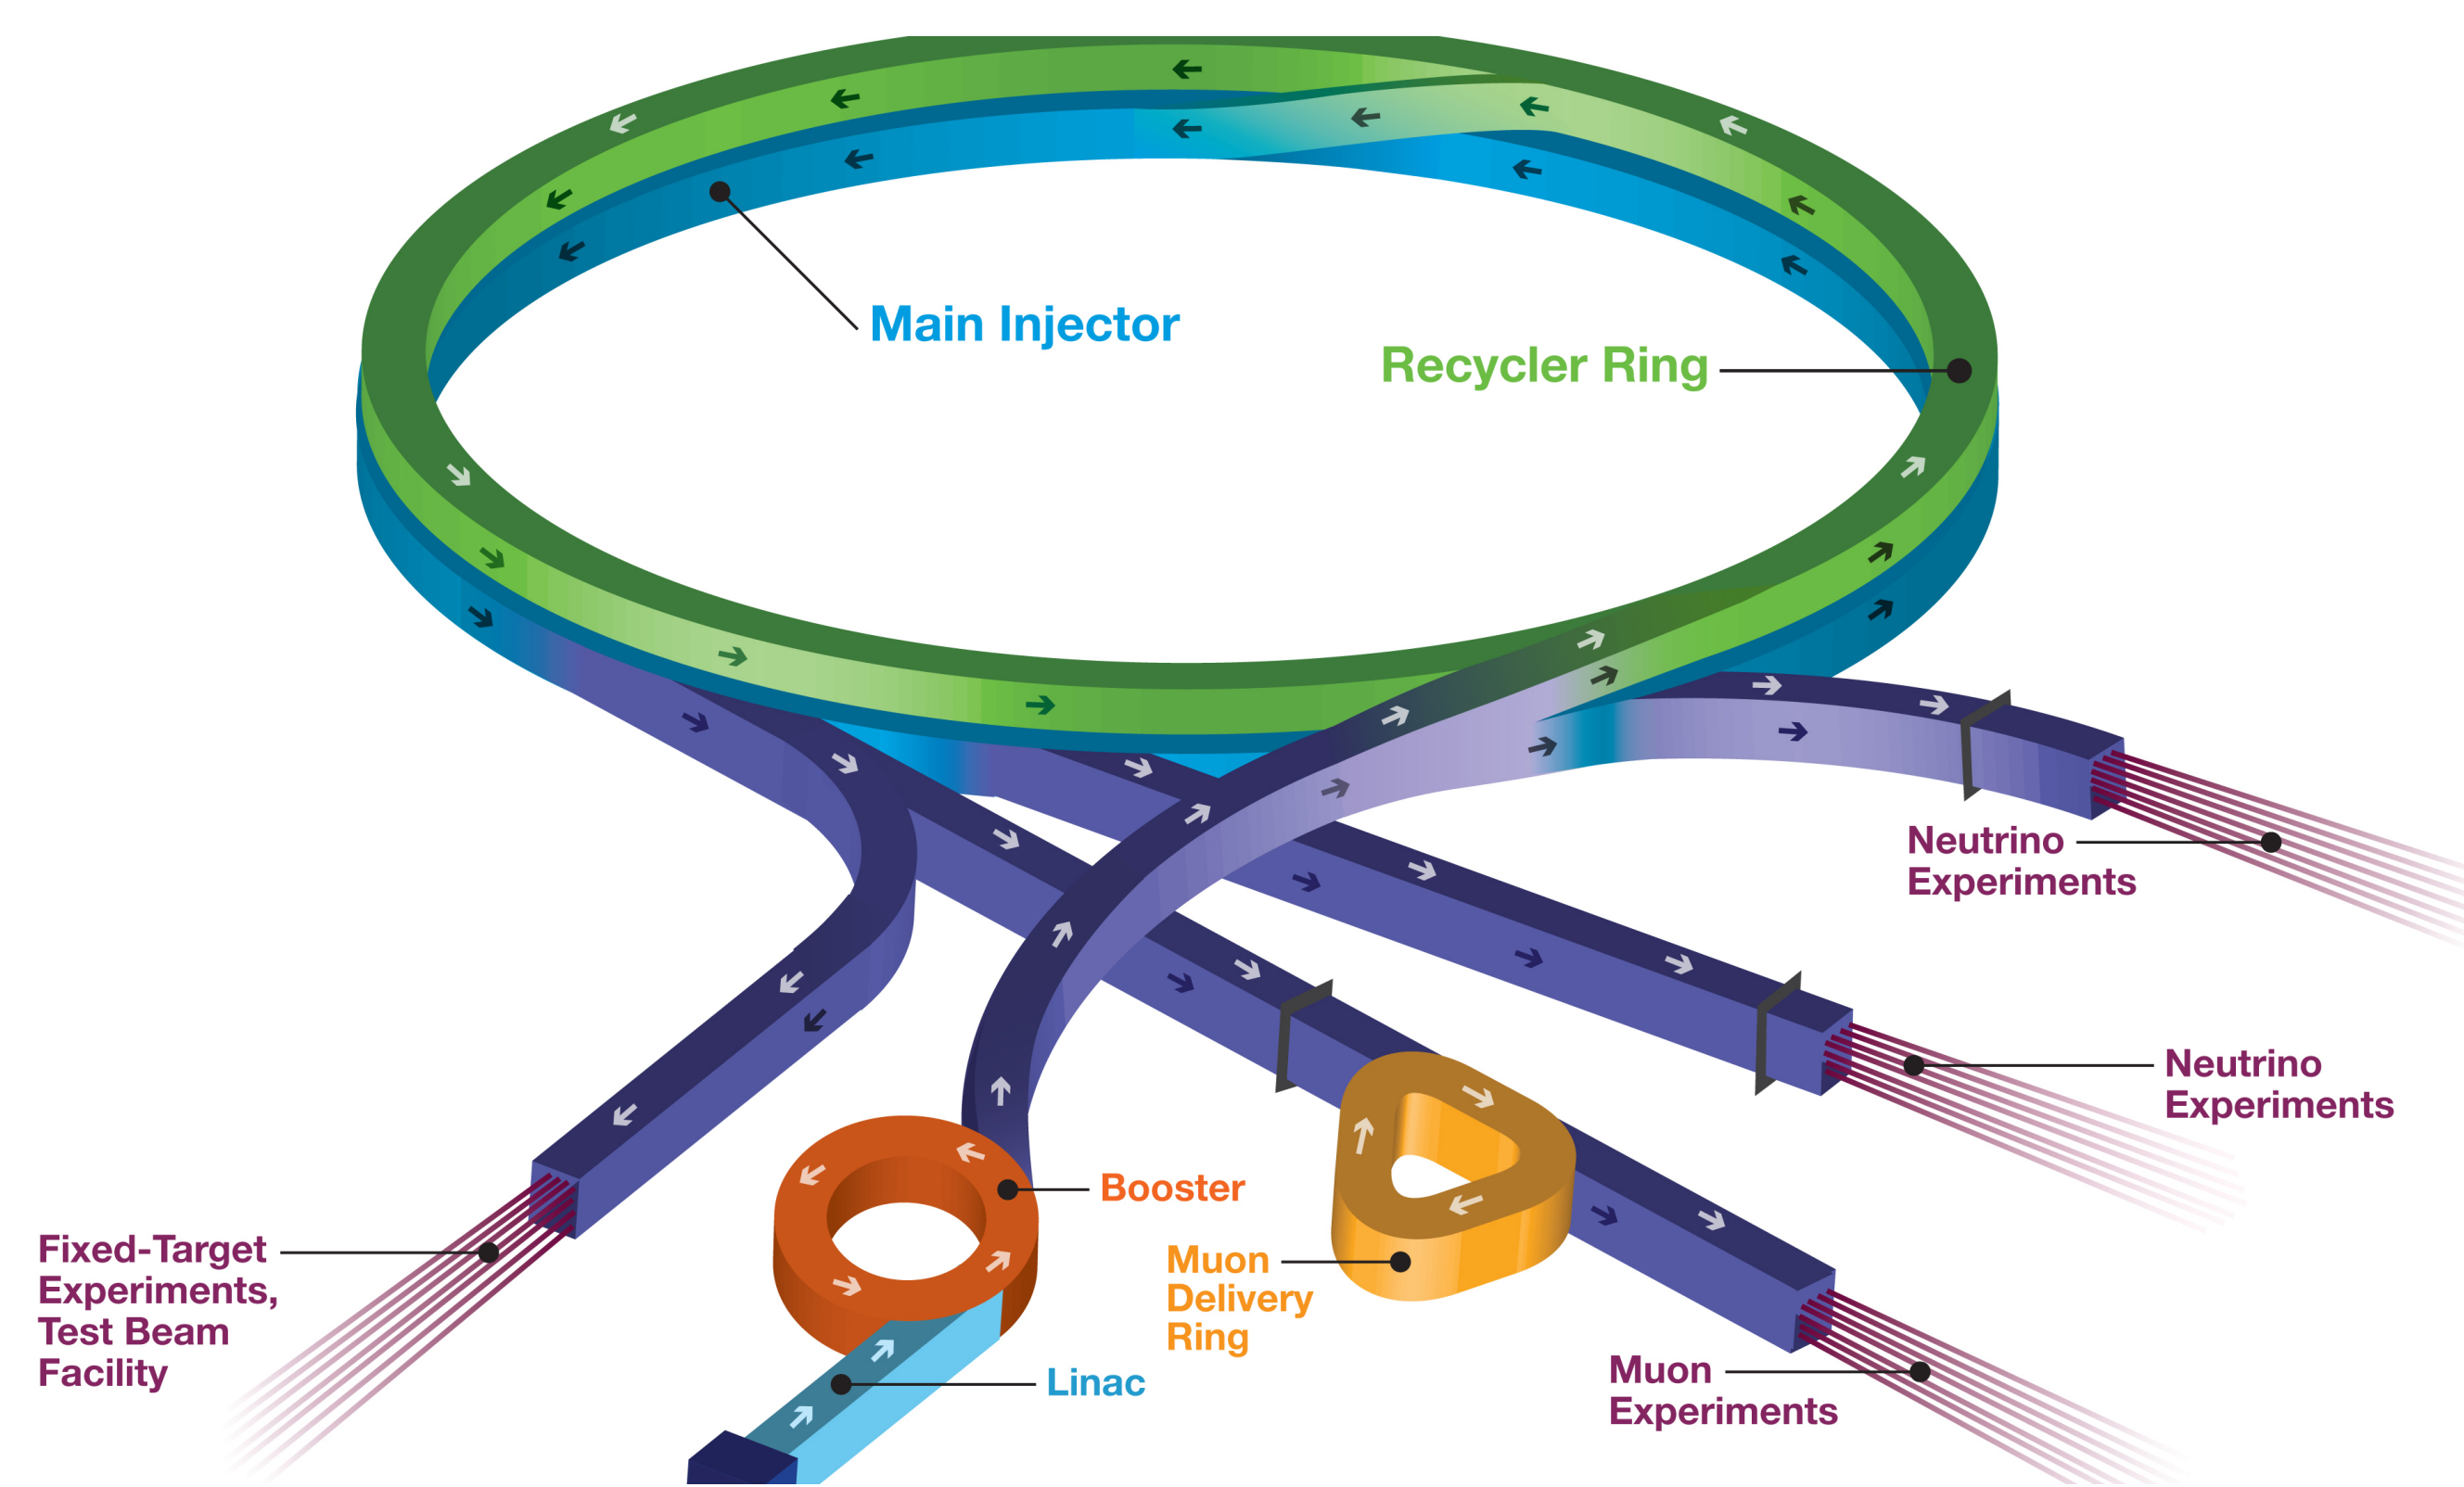 Main Injector
Recycler Ring
Neutrino
Experiments
Neutrino
Experiments
Booster
Fixed-Target
Experiments,
Test Beam
Facility
Muon
Delivery
Ring
Linac
Muon
Experiments